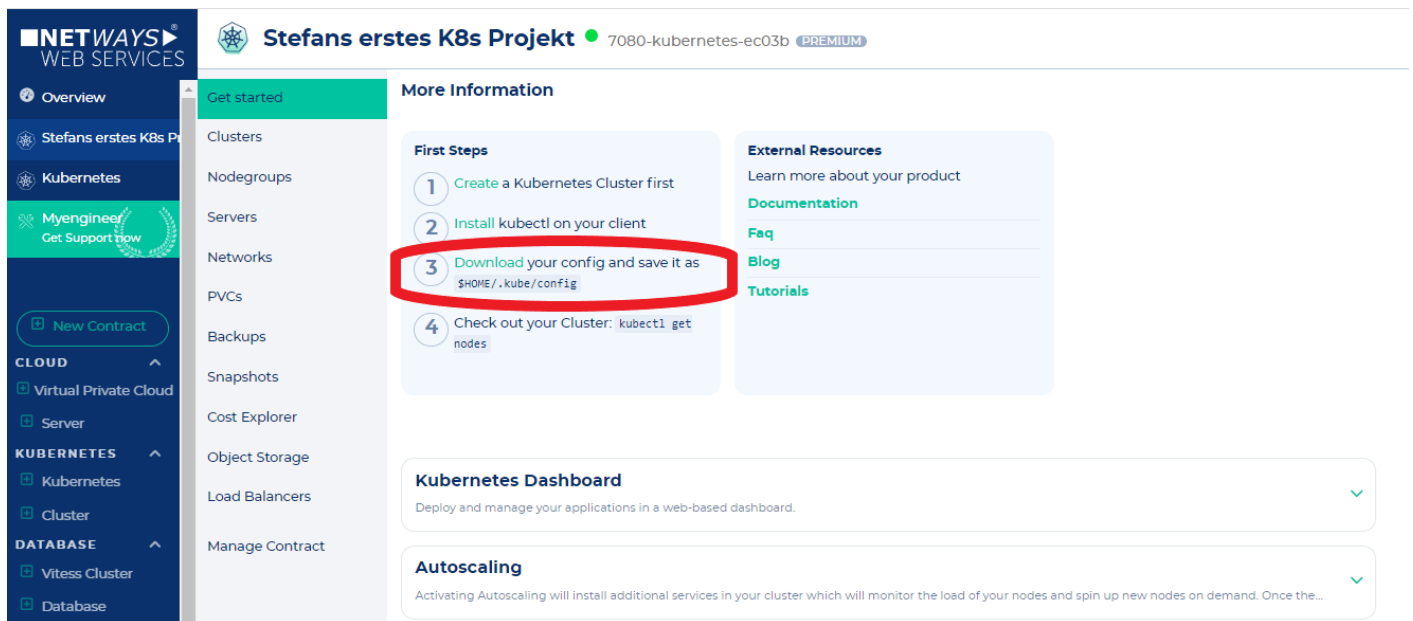 NETWAYS®
WEB SERVICES
Overview
Stefans erstes K8s Pr
Kubernetes
Myengineer
Get Support now
New Contract
CLOUD
Virtual Private Cloud
Server
KUBERNETES
Kubernetes
Cluster
DATABASE
Vitess Cluster
Database
Stefans erstes K8s Projekt 7080-kubernetes-ec03b PREMIUM
Get started
Clusters
Nodegroups
Servers
Networks
PVCs
Backups
Snapshots
Cost Explorer
Object Storage
Load Balancers
Manage Contract
More Information
First Steps
1 Create a Kubernetes Cluster first
2 Install kubectl on your client
3 Download your config and save it as
$HOME/.kube/config
4 Check out your Cluster: kubectl get
nodes
External Resources
Learn more about your product
Documentation
Faq
Blog
Tutorials
Kubernetes Dashboard
Deploy and manage your applications in a web-based dashboard.
Autoscaling
Activating Autoscaling will install additional services in your cluster which will monitor the load of your nodes and spin up new nodes on demand. Once the...